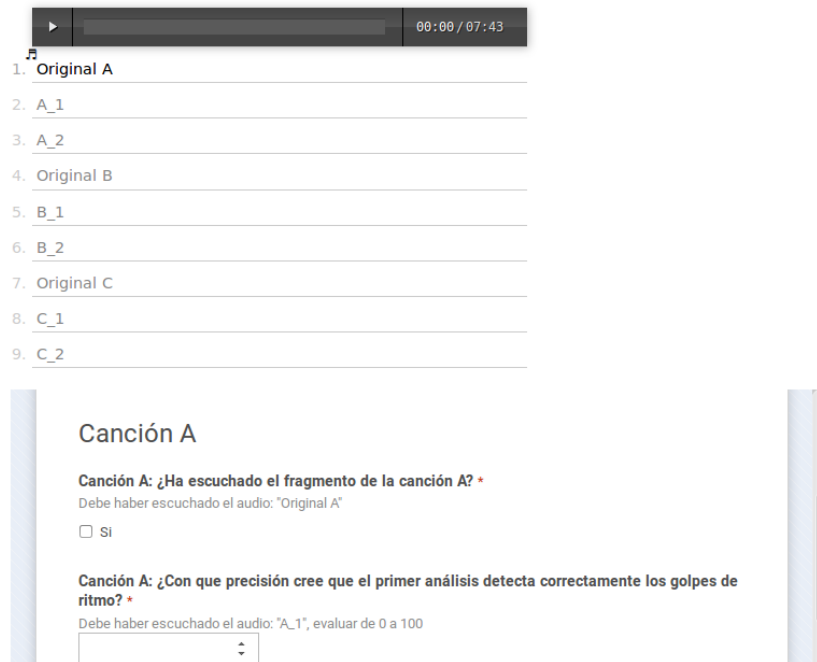 00:00/07:43
1. Original A
2. A_1
3. A_2
4. Original B
5. B_1
6. B_2
7. Original C
8. C_1
9. C_2
Canción A
Canción A: ¿Ha escuchado el fragmento de la canción A? *
Debe haber escuchado el audio: "Original A"
Si
Canción A: ¿Con que precisión cree que el primer análisis detecta correctamente los golpes de
ritmo? *
Debe haber escuchado el audio: "A_1", evaluar de 0 a 100